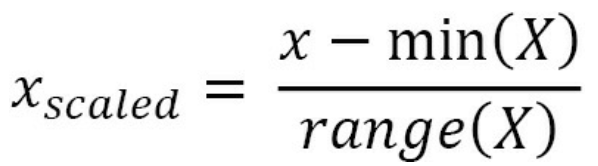 x_scaled = (x − min(X)) / range(X)